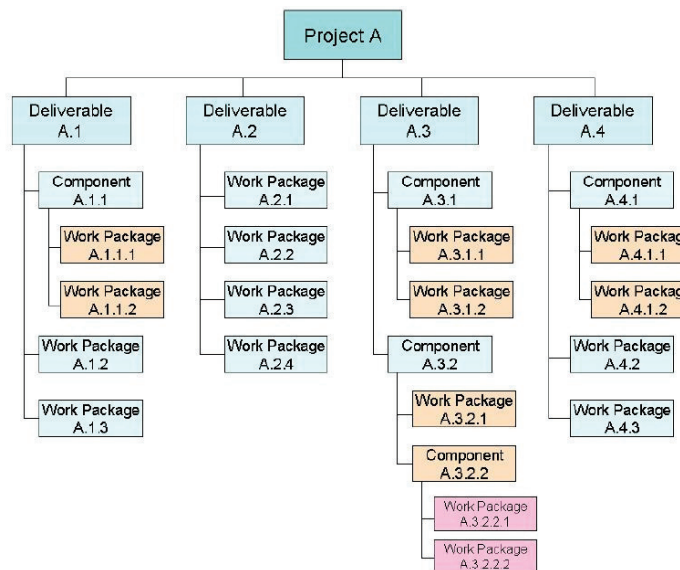 Project A
Deliverable
A.1
Deliverable
A.2
Deliverable
A.3
Deliverable
A.4
Component
A.1.1
Work Package
A.1.1.1
Work Package
A.1.1.2
Work Package
A.1.2
Work Package
A.1.3
Work Package
A.2.1
Work Package
A.2.2
Work Package
A.2.3
Work Package
A.2.4
Component
A.3.1
Work Package
A.3.1.1
Work Package
A.3.1.2
Component
A.3.2
Work Package
A.3.2.1
Component
A.3.2.2
Work Package
A.3.2.2.1
Work Package
A.3.2.2.2
Component
A.4.1
Work Package
A.4.1.1
Work Package
A.4.1.2
Work Package
A.4.2
Work Package
A.4.3